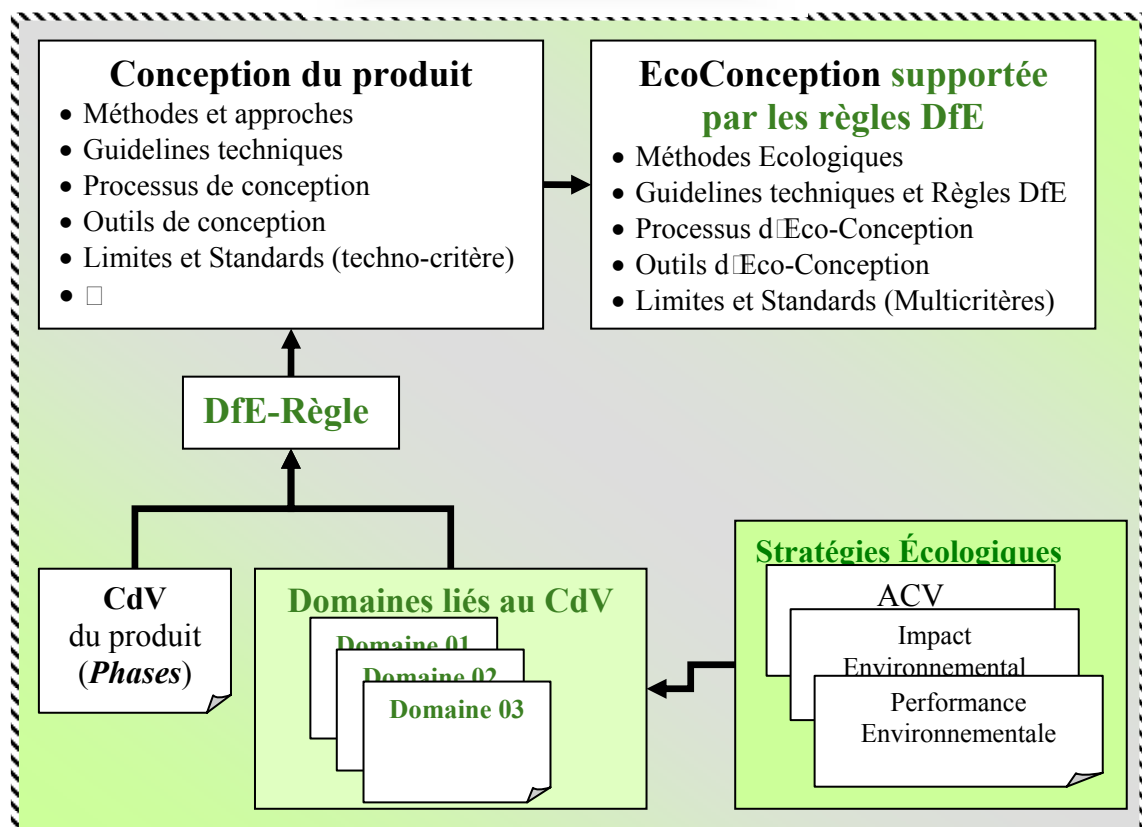 Conception du produit
• Méthodes et approches
• Guidelines techniques
• Processus de conception
• Outils de conception
• Limites et Standards (techno-critère)
• □
EcoConception supportée
par les règles DfE
• Méthodes Ecologiques
• Guidelines techniques et Règles DfE
• Processus d□Eco-Conception
• Outils d□Eco-Conception
• Limites et Standards (Multicritères)
DfE-Règle
CdV
du produit
(Phases)
Domaines liés au CdV
Domaine 01
Domaine 02
Domaine 03
Stratégies Écologiques
ACV
Impact
Environnemental
Performance
Environnementale